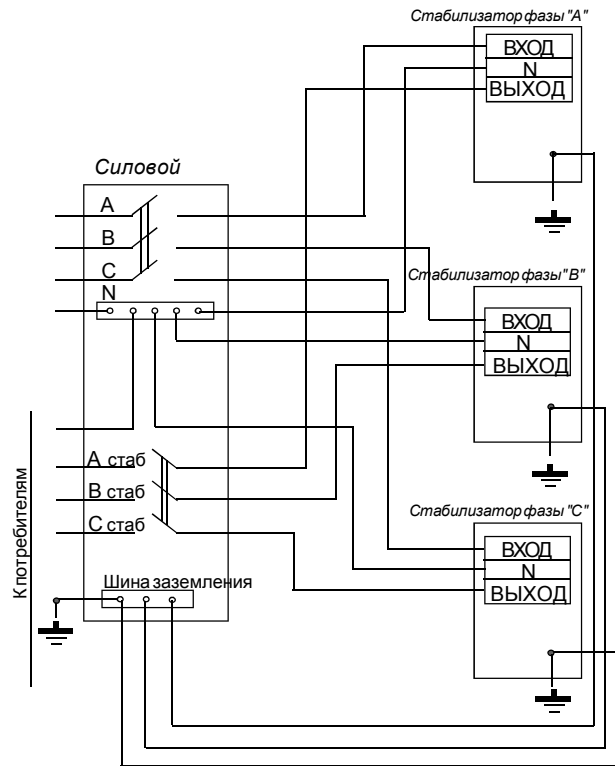 Стабилизатор фазы "А"
ВХОД
N
ВЫХОД
Силовой
А
В
С
N
Стабилизатор фазы "В"
ВХОД
N
ВЫХОД
А стаб
В стаб
С стаб
К потребителям
Стабилизатор фазы "С"
ВХОД
N
ВЫХОД
Шина заземления